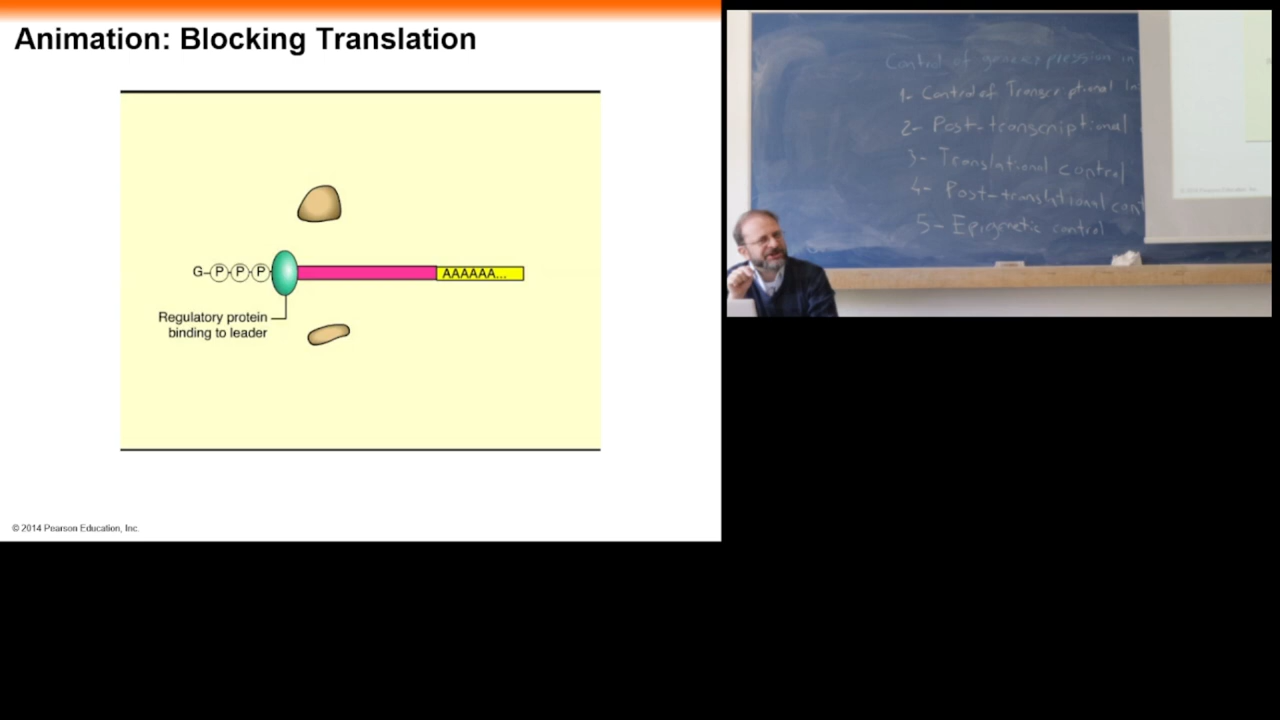 Animation: Blocking Translation
G-P-P-P
AAAAAA...
Regulatory protein
binding to leader
© 2014 Pearson Education, Inc.
Control of gene expression in
1- Control of Transcriptional In
2- Post-transcriptional
3- Translational control
4- Post-translational cont
5- Epigenetic control